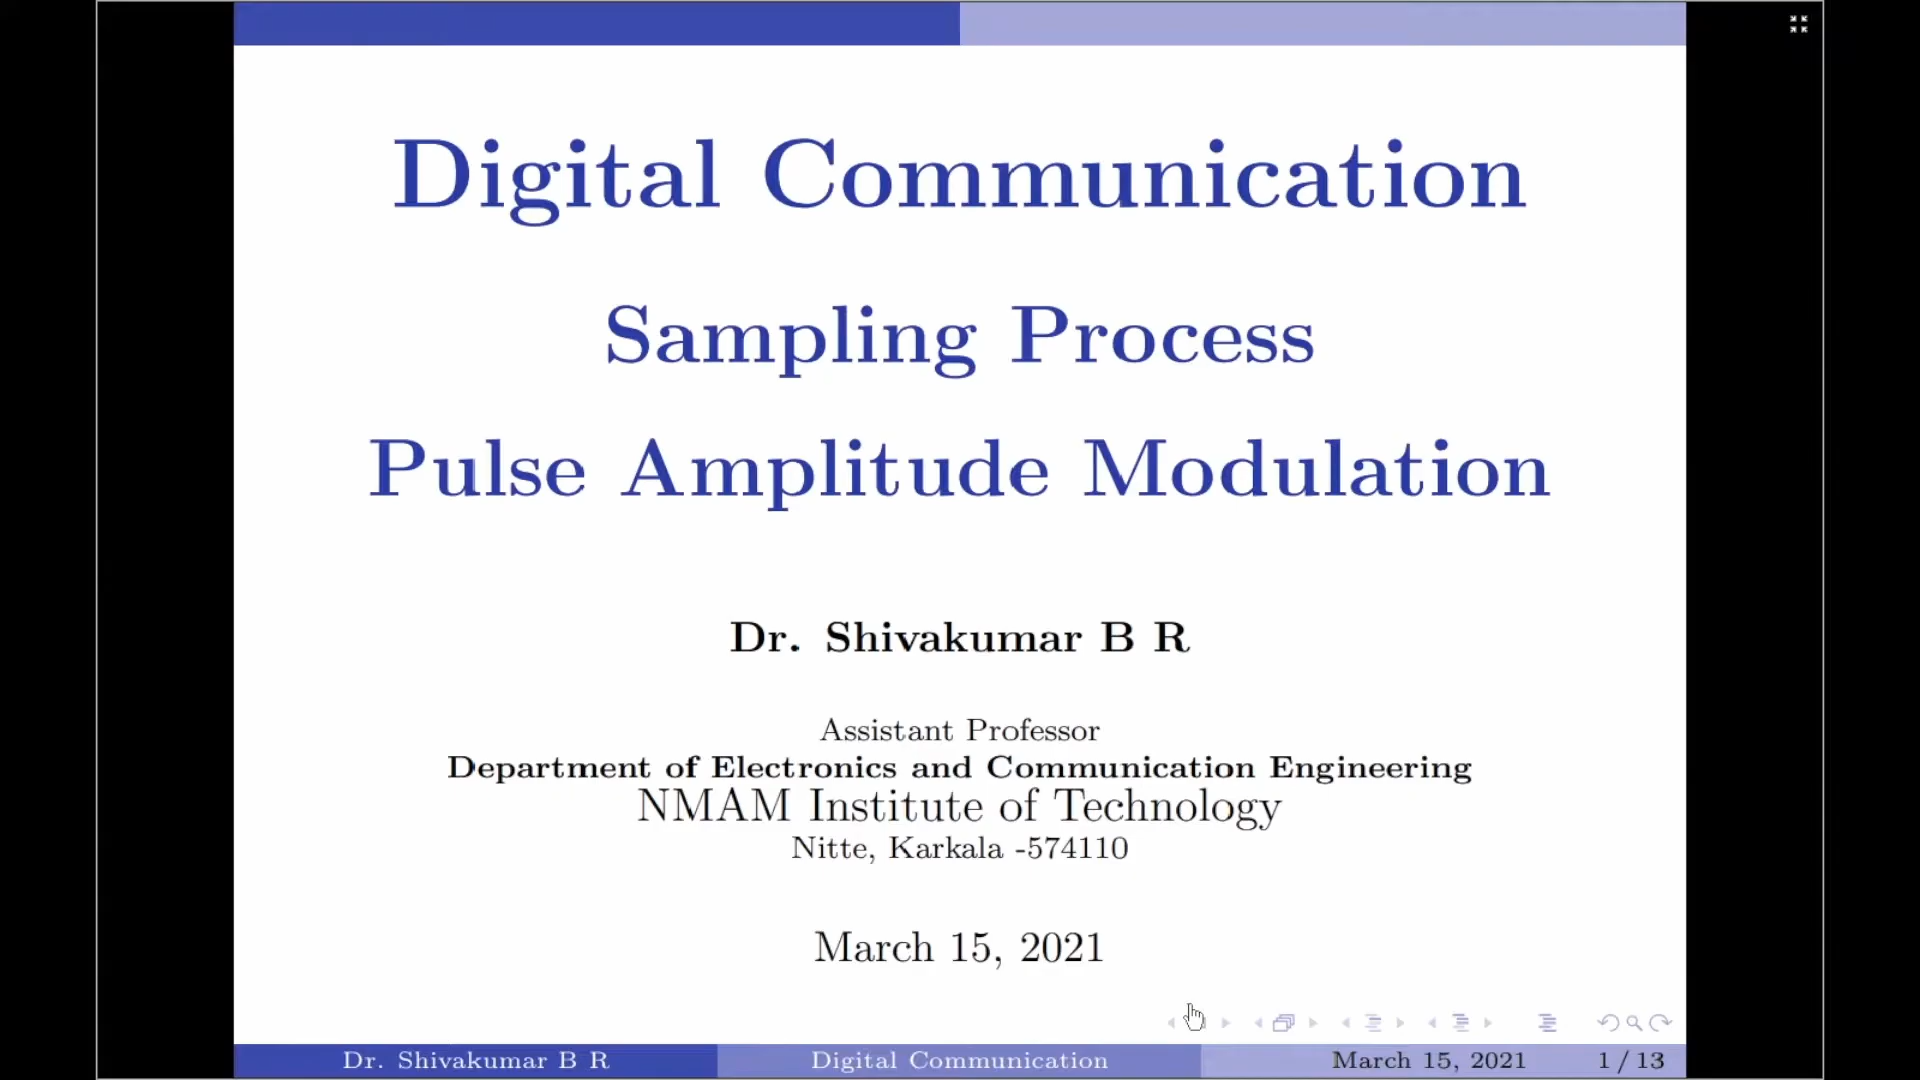 Digital Communication
Sampling Process
Pulse Amplitude Modulation
Dr. Shivakumar B R
Assistant Professor
Department of Electronics and Communication Engineering
NMAM Institute of Technology
Nitte, Karkala -574110
March 15, 2021
Dr. Shivakumar B R Digital Communication March 15, 2021 1 / 13